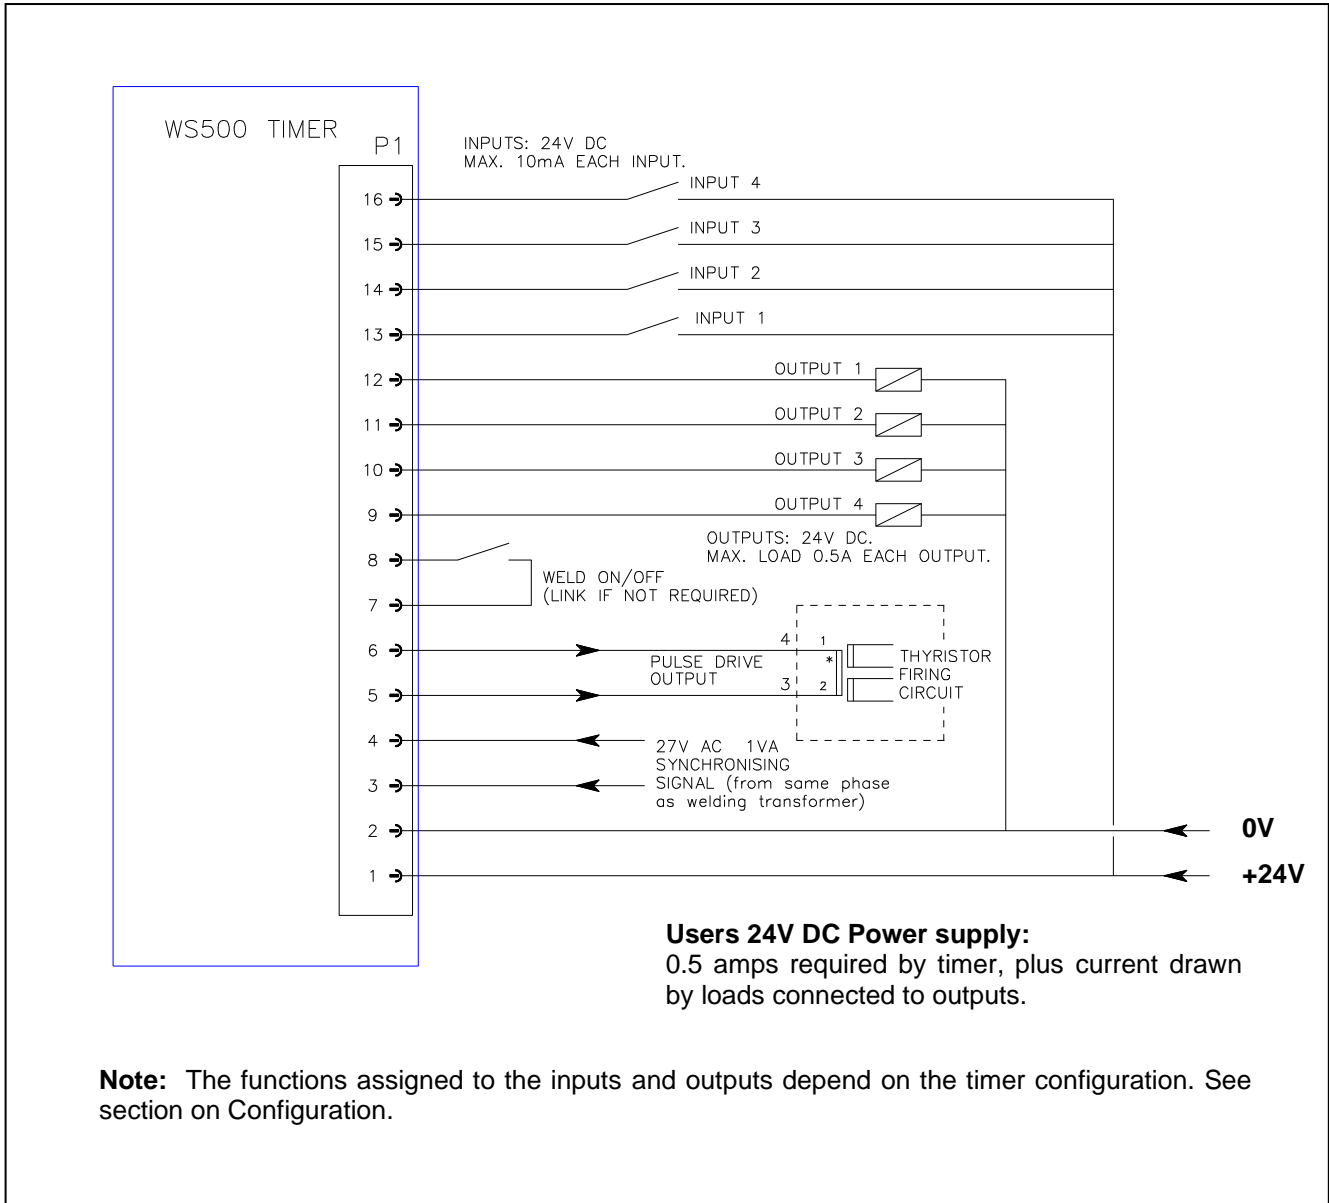 WS500 TIMER
P1
INPUTS: 24V DC
MAX. 10mA EACH INPUT.
16
INPUT 4
15
INPUT 3
14
INPUT 2
13
INPUT 1
12
OUTPUT 1
11
OUTPUT 2
10
OUTPUT 3
9
OUTPUT 4
OUTPUTS: 24V DC.
MAX. LOAD 0.5A EACH OUTPUT.
8
WELD ON/OFF
(LINK IF NOT REQUIRED)
7
6
4 1
PULSE DRIVE
OUTPUT
*
THYRISTOR
FIRING
CIRCUIT
5
3 2
4
27V AC 1VA
SYNCHRONISING
SIGNAL (from same phase
as welding transformer)
3
2
0V
1
+24V
Users 24V DC Power supply:
0.5 amps required by timer, plus current drawn
by loads connected to outputs.
Note: The functions assigned to the inputs and outputs depend on the timer configuration. See
section on Configuration.